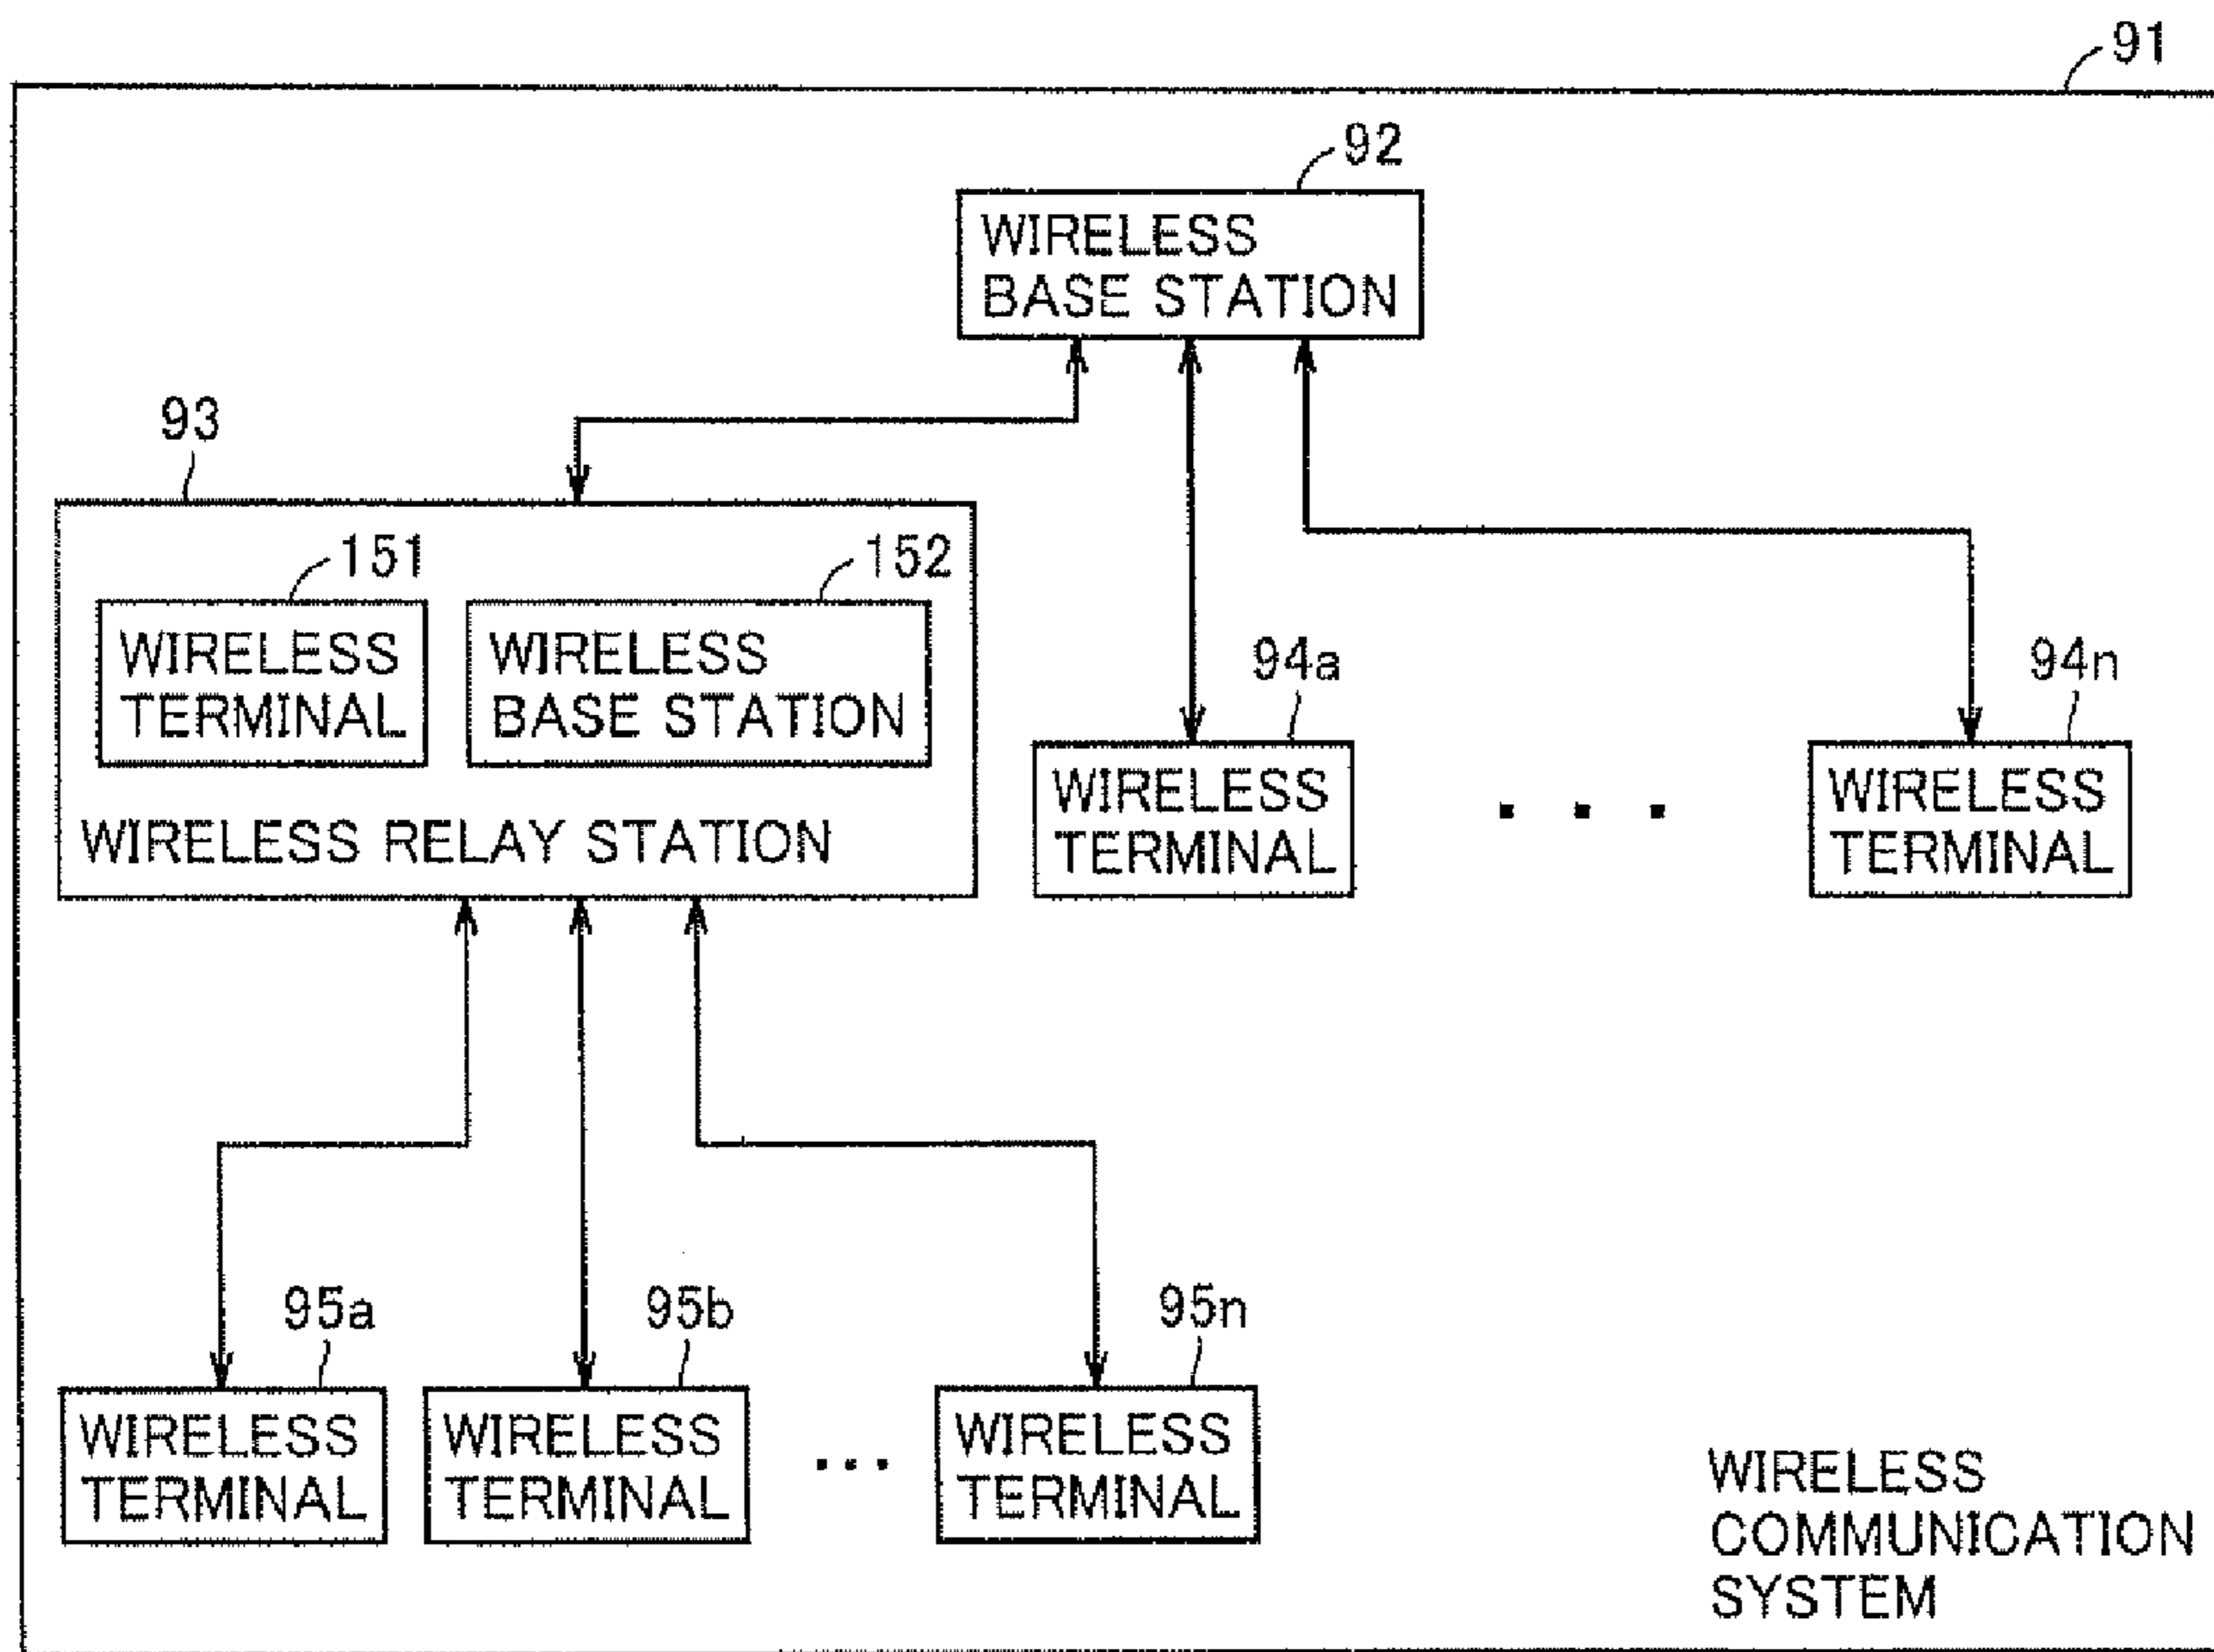 91
92
WIRELESS
BASE STATION
93
151
152
WIRELESS
TERMINAL
WIRELESS
BASE STATION
WIRELESS RELAY STATION
94a
94n
WIRELESS
TERMINAL
. . .
WIRELESS
TERMINAL
95a
95b
95n
WIRELESS
TERMINAL
WIRELESS
TERMINAL
...
WIRELESS
TERMINAL
WIRELESS
COMMUNICATION
SYSTEM